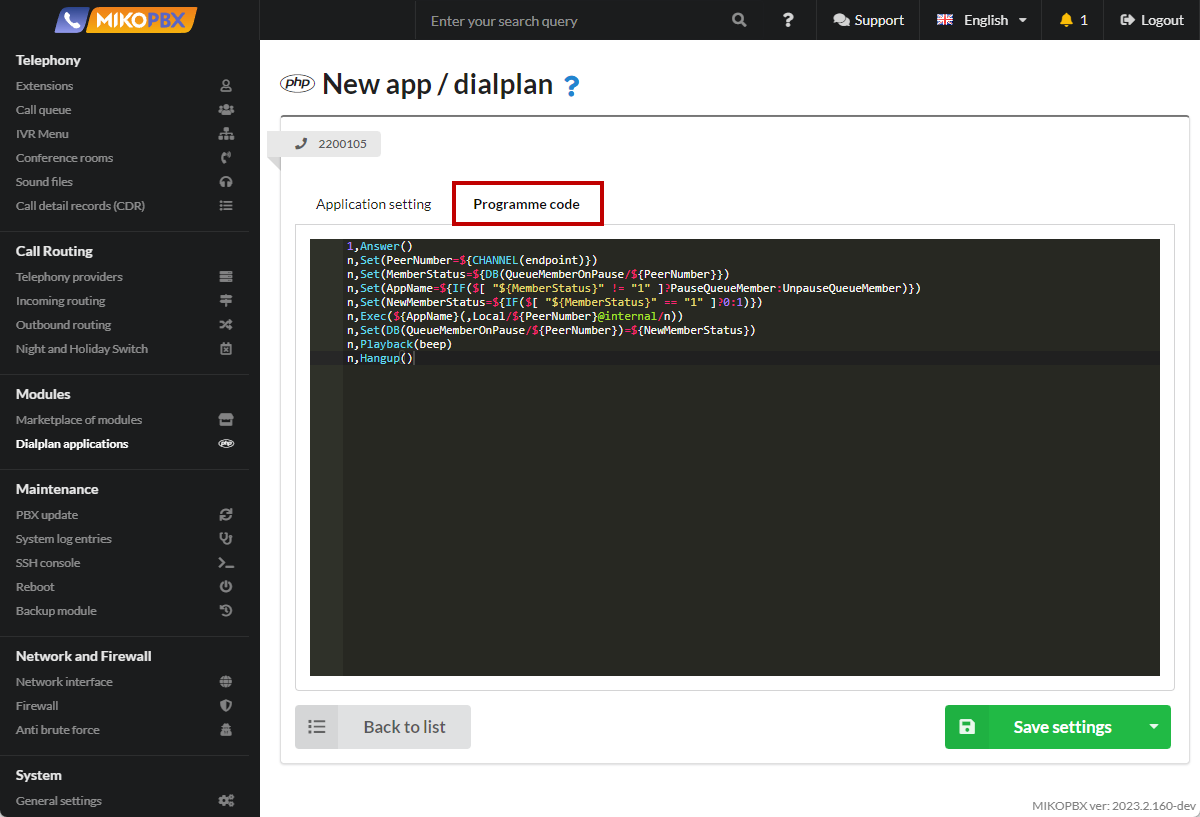 MIKOPBX
Enter your search query
?
Support
English
1
Logout
Telephony
Extensions
Call queue
IVR Menu
Conference rooms
Sound files
Call detail records (CDR)
Call Routing
Telephony providers
Incoming routing
Outbound routing
Night and Holiday Switch
Modules
Marketplace of modules
Dialplan applications
php
Maintenance
PBX update
System log entries
SSH console
Reboot
Backup module
Network and Firewall
Network interface
Firewall
Anti brute force
System
General settings
php New app / dialplan ?
2200105
Application setting
Programme code
1,Answer()
n,Set(PeerNumber=${CHANNEL(endpoint)})
n,Set(MemberStatus=${DB(QueueMemberOnPause/${PeerNumber}})
n,Set(AppName=${IF($[ "${MemberStatus}" != "1" ]?PauseQueueMember:UnpauseQueueMember)})
n,Set(NewMemberStatus=${IF($[ "${MemberStatus}" == "1" ]?0:1)})
n,Exec(${AppName}(,Local/${PeerNumber}@internal/n))
n,Set(DB(QueueMemberOnPause/${PeerNumber})=${NewMemberStatus})
n,Playback(beep)
n,Hangup()
Back to list
Save settings
MIKOPBX ver: 2023.2.160-dev